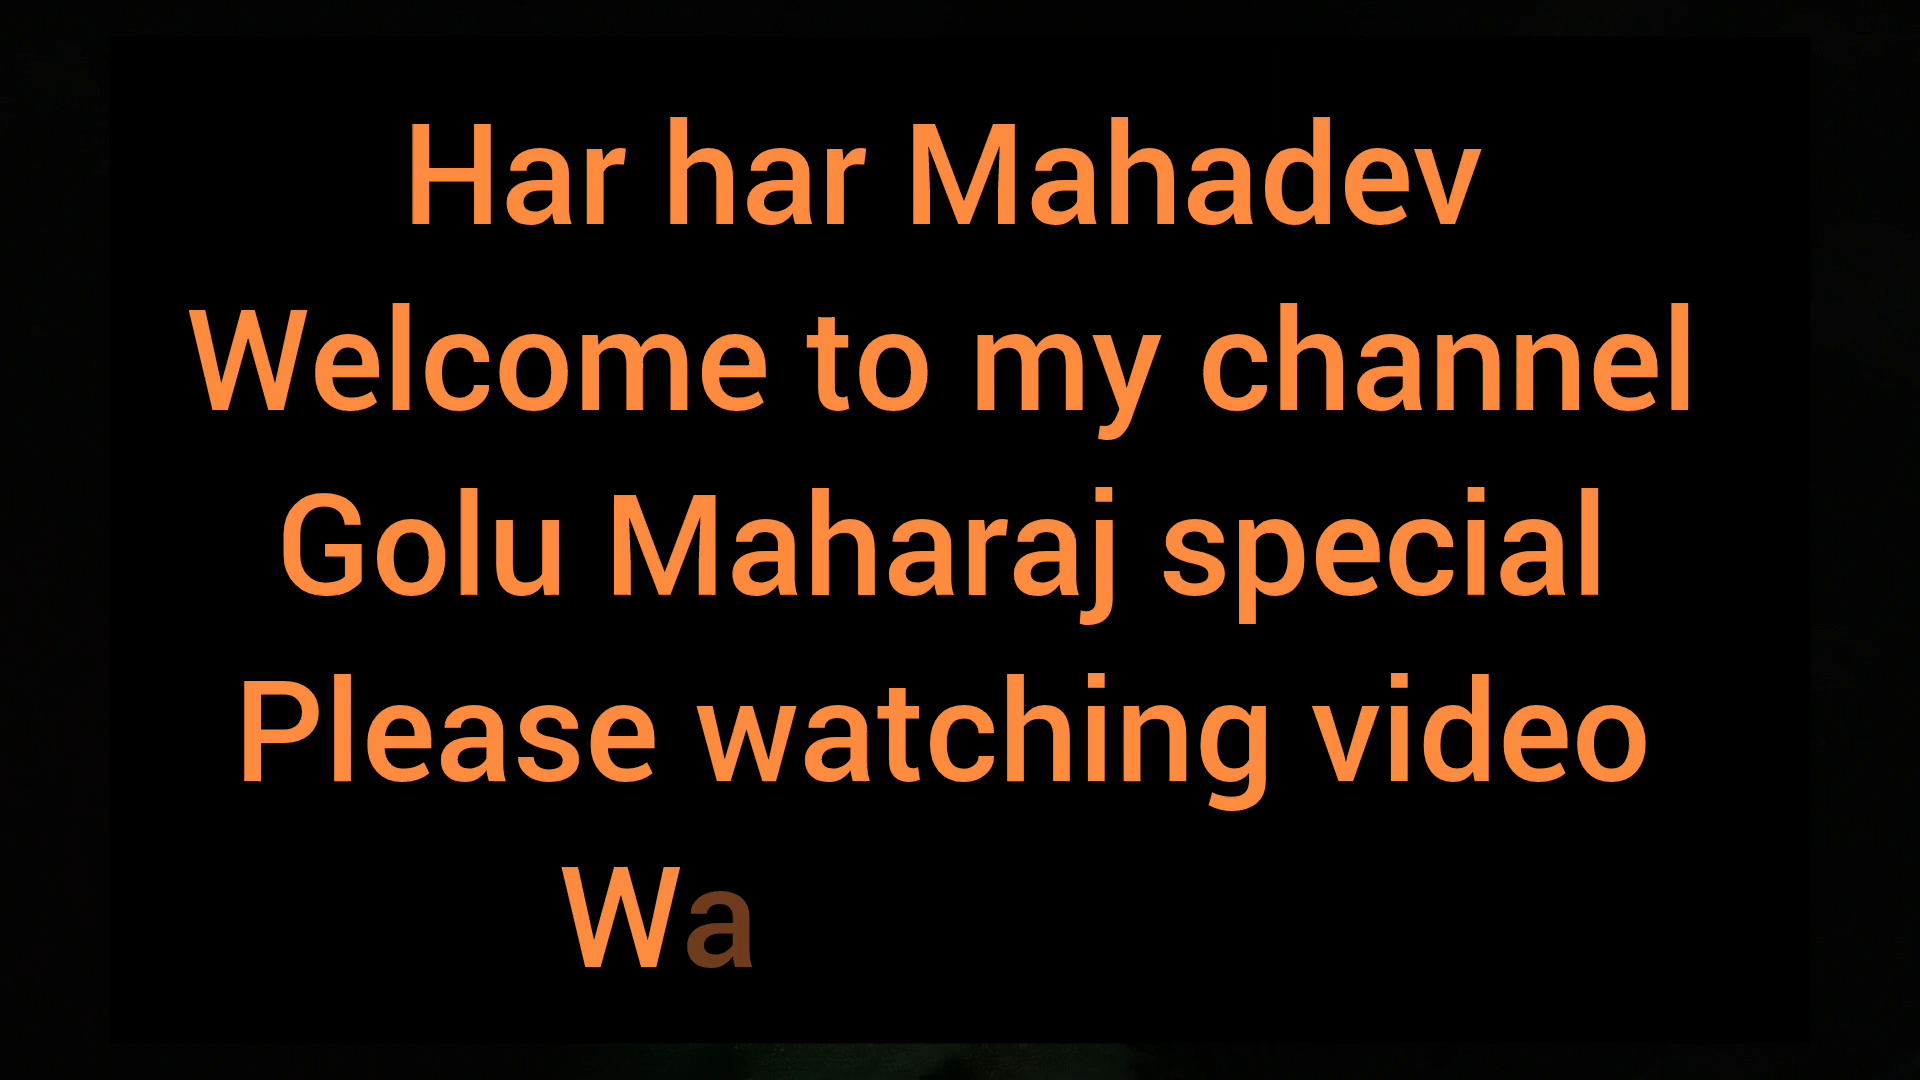 Har har Mahadev
Welcome to my channel
Golu Maharaj special
Please watching video
Wa